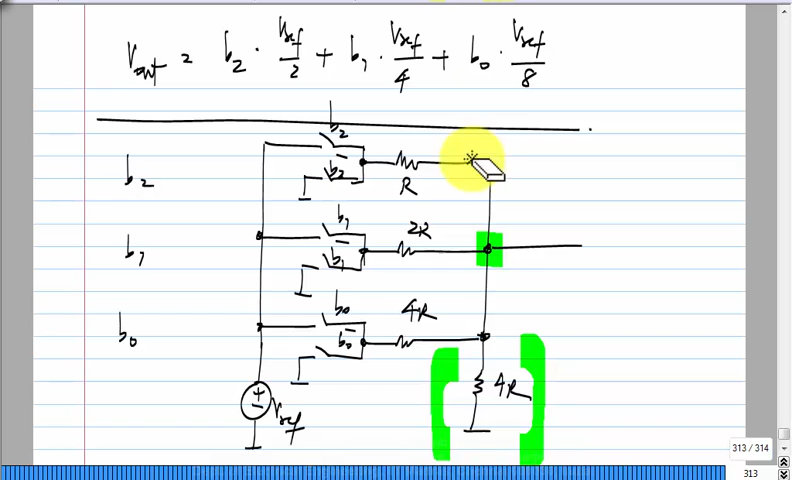 Vout = b2 · Vref/2 + b1 · Vref/4 + b0 · Vref/8
b2
b2
b2
R
b1
b1
b1
2R
b0
b0
b0
4R
4R
+
−
Vref
313 / 314
313